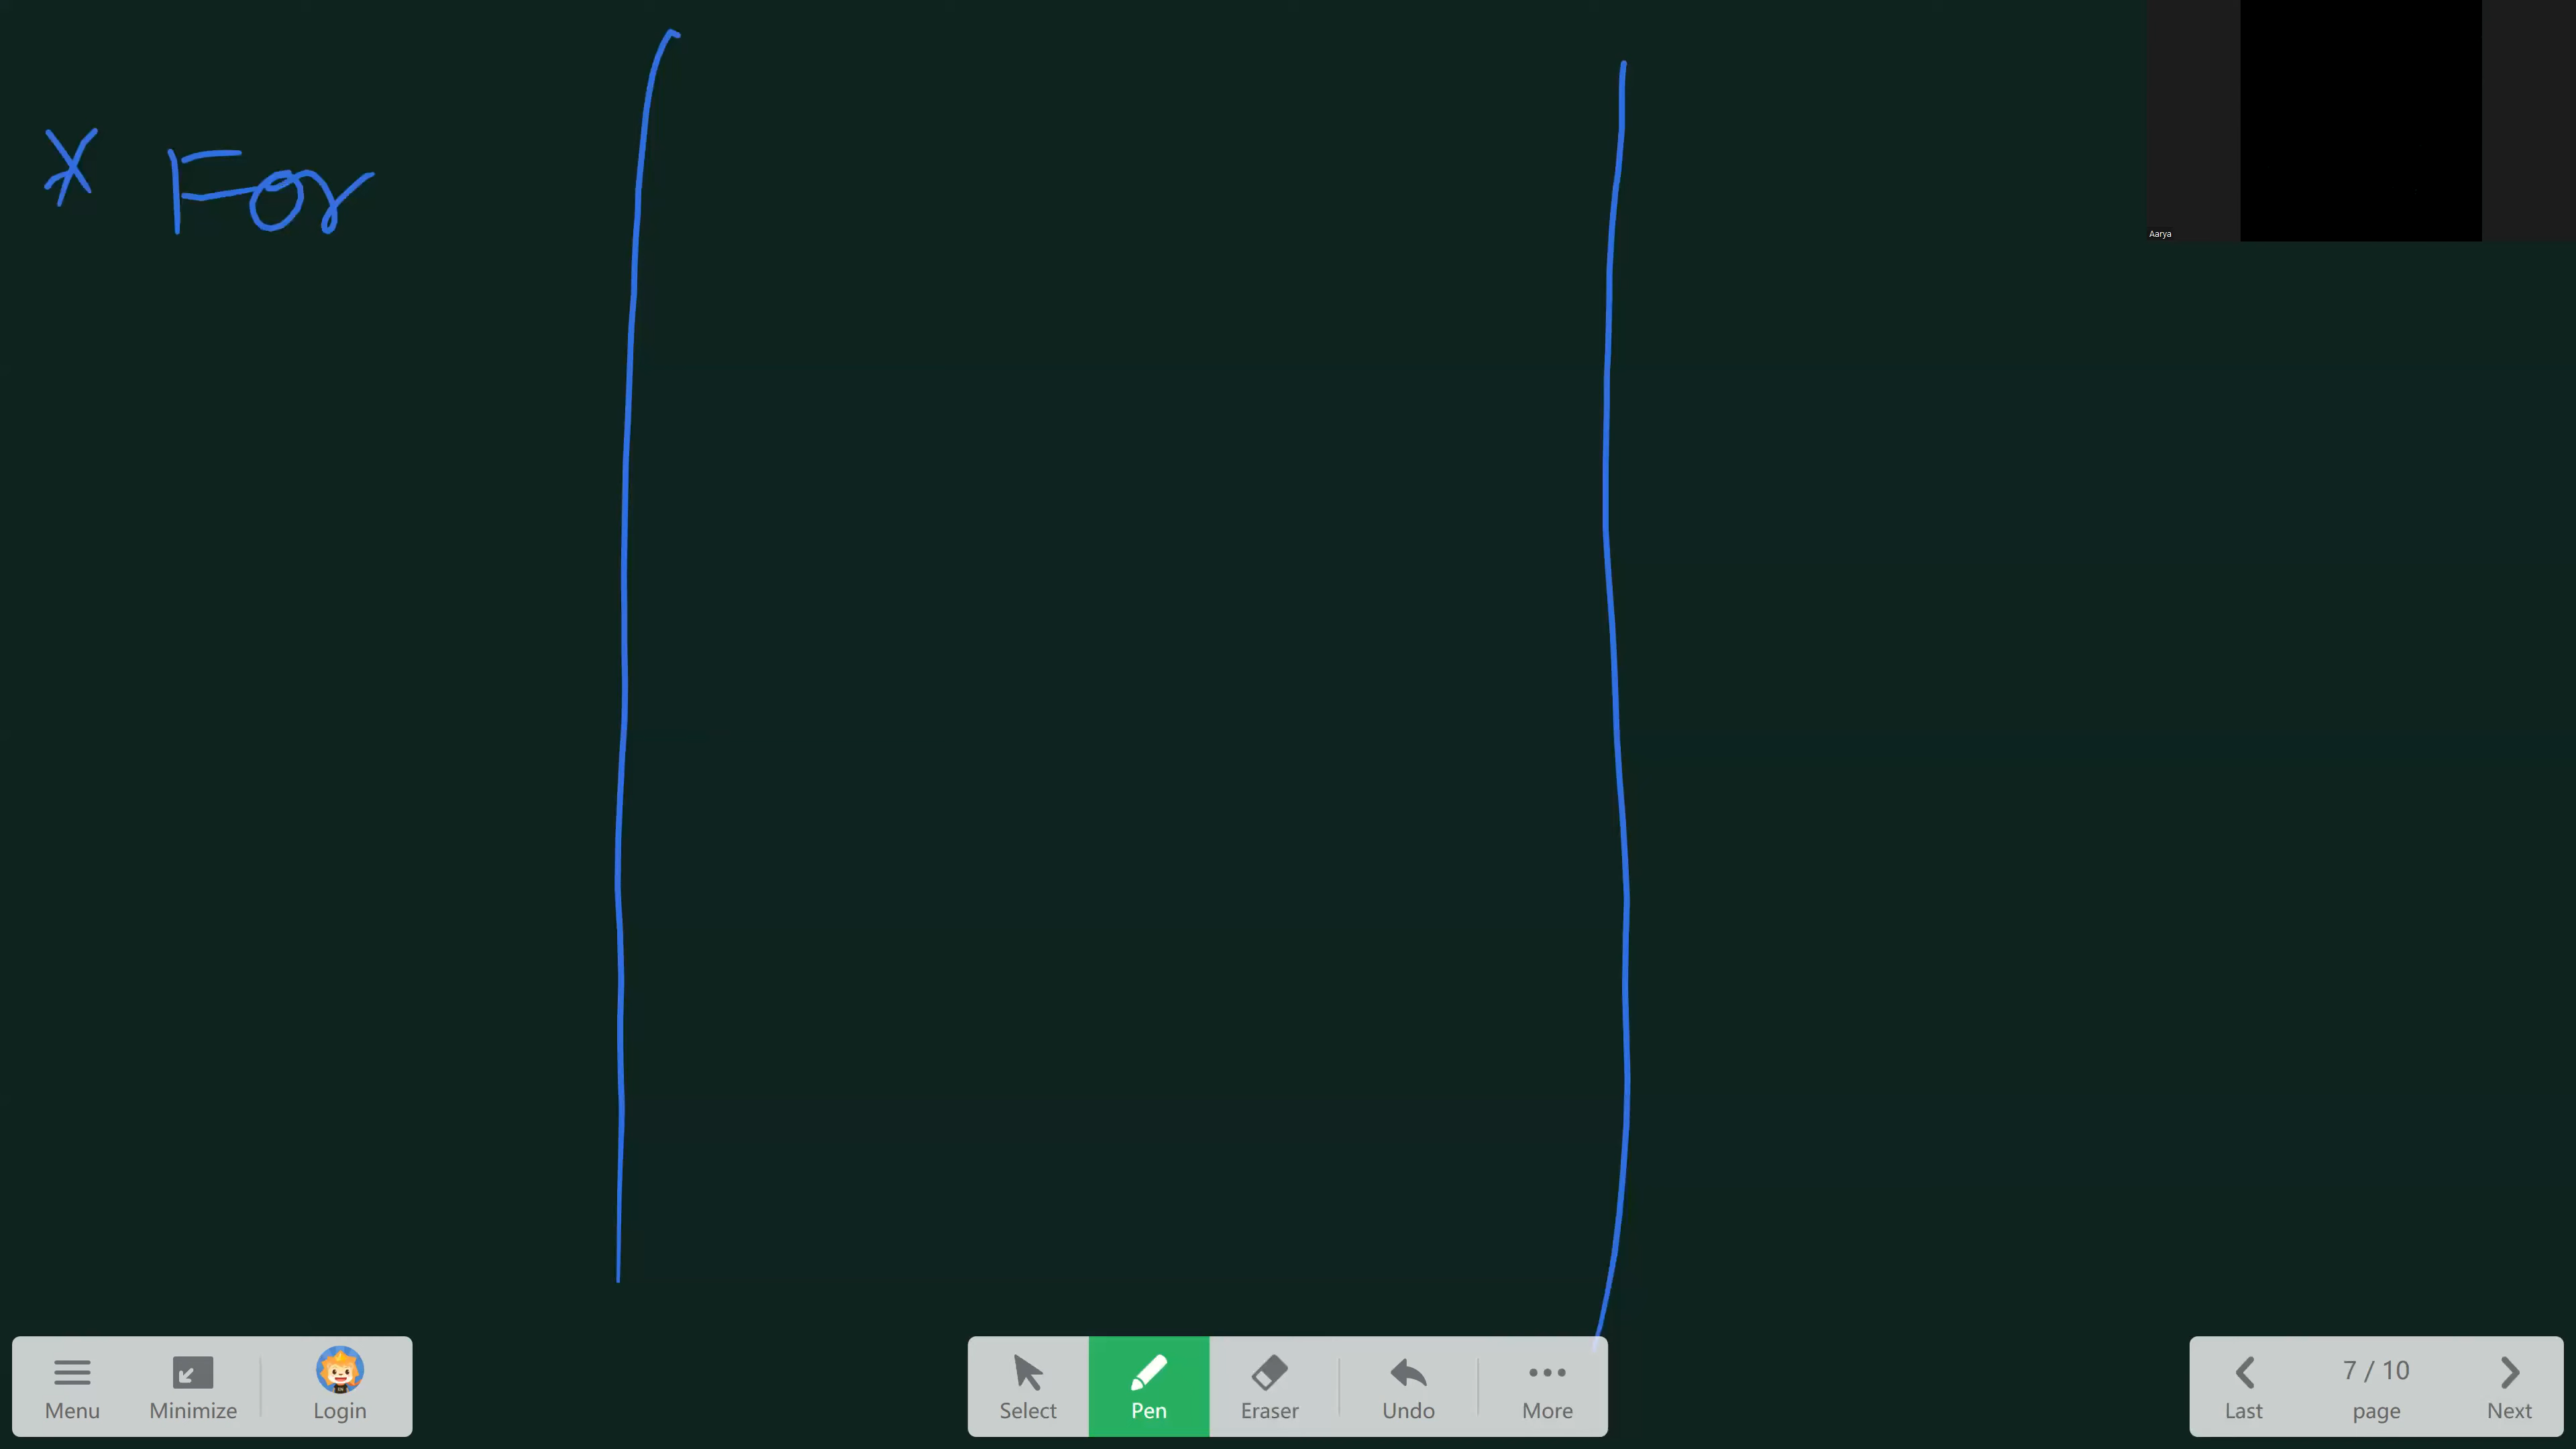 * For
Aarya
Menu
Minimize
Login
Select
Pen
Eraser
Undo
More
Last
7 / 10
page
Next